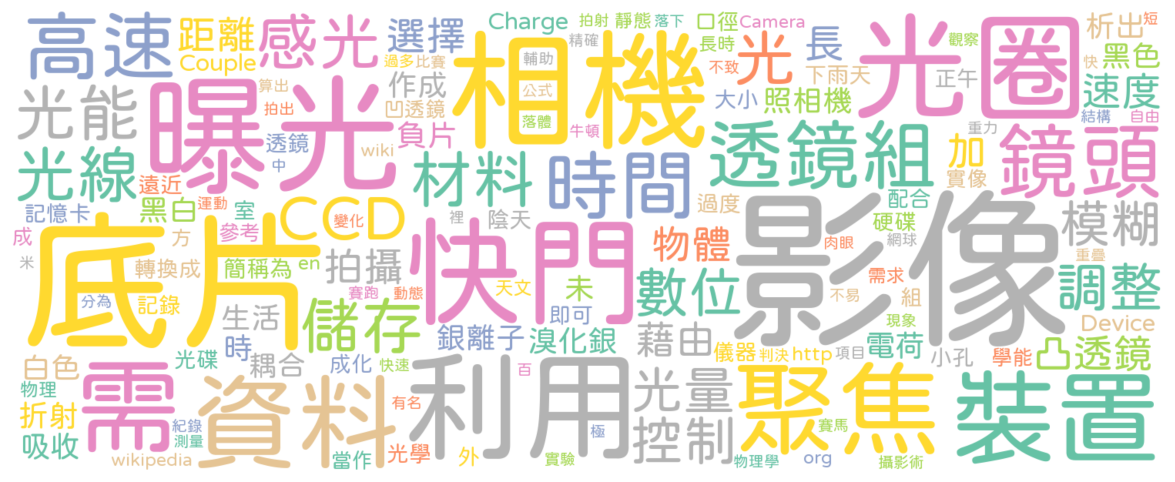 高速 距離 感光 選擇 Charge 拍射 靜態 落下 口徑 Camera 析出 短
Couple 過多 比賽 精確 長時 長 觀察 黑色
光能 曝光 算出 拍出 作成 凹透鏡 相機 輔助 公式 落體 不致 光 下雨天 光圈 正午 快 速度
大小 照相機 結構 自由
光線 透鏡 中 wiki 負片 材料 時間 牛頓 透鏡組 加 實像 重力 鏡頭
遠近 運動 配合
記憶卡 黑白 室 CCD 變化 裡 陰天 過度 硬碟 網球 模糊
成 米 方 參考 物體 肉眼 重疊
底片 轉換成 簡稱為 en 拍攝 快門 天文 未 數位 影像 需求 調整
分為 記錄 賽跑 動態 即可 不易 組 現象
生活 儲存 銀離子 溴化銀 藉由 儀器 判決 http 項目 電荷 Device
白色 光碟 時 耦合 成化 快速 百 小孔 學能 凸透鏡
物理 需 資料 有名 利用 光量 聚焦 賽馬 裝置
折射 紀錄 極
吸收 測量 控制
wikipedia 當作 光學 外 實驗 物理學 org 攝影術